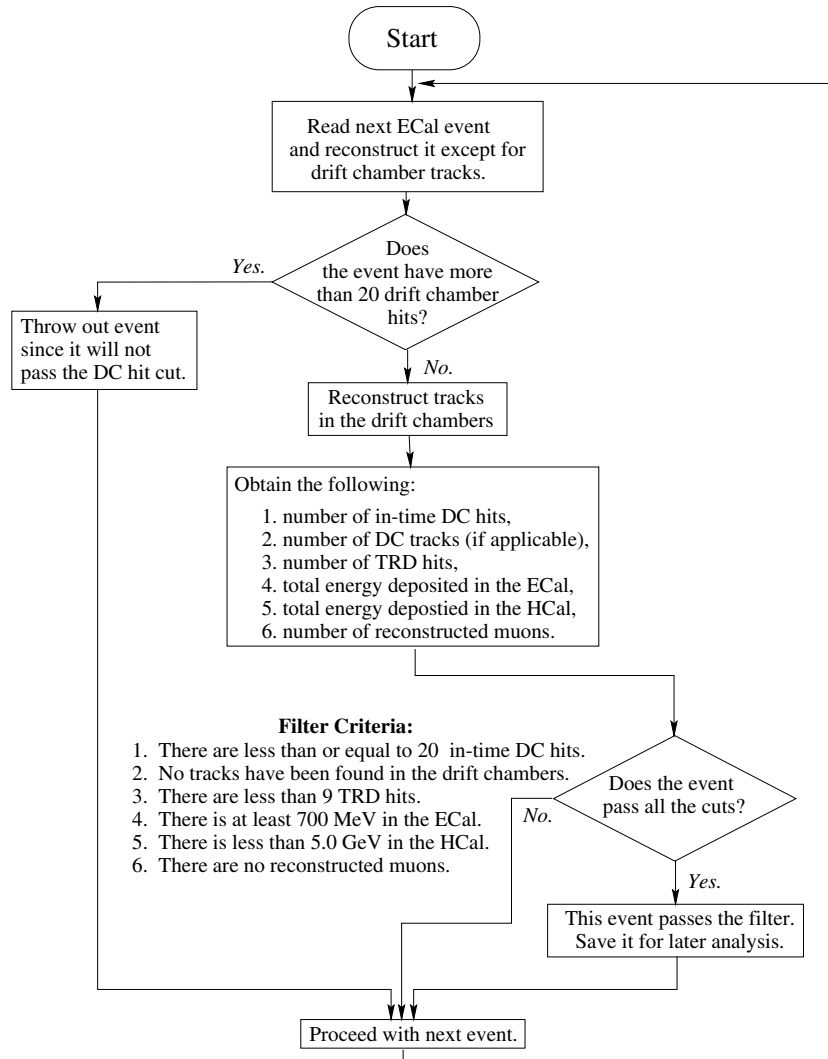 Start
Read next ECal event
and reconstruct it except for
drift chamber tracks.
Does
the event have more
than 20 drift chamber
hits?
Yes.
Throw out event
since it will not
pass the DC hit cut.
No.
Reconstruct tracks
in the drift chambers
Obtain the following:
1. number of in-time DC hits,
2. number of DC tracks (if applicable),
3. number of TRD hits,
4. total energy deposited in the ECal,
5. total energy depostied in the HCal,
6. number of reconstructed muons.
Filter Criteria:
1. There are less than or equal to 20 in-time DC hits.
2. No tracks have been found in the drift chambers.
3. There are less than 9 TRD hits.
4. There is at least 700 MeV in the ECal.
5. There is less than 5.0 GeV in the HCal.
6. There are no reconstructed muons.
Does the event
pass all the cuts?
No.
Yes.
This event passes the filter.
Save it for later analysis.
Proceed with next event.